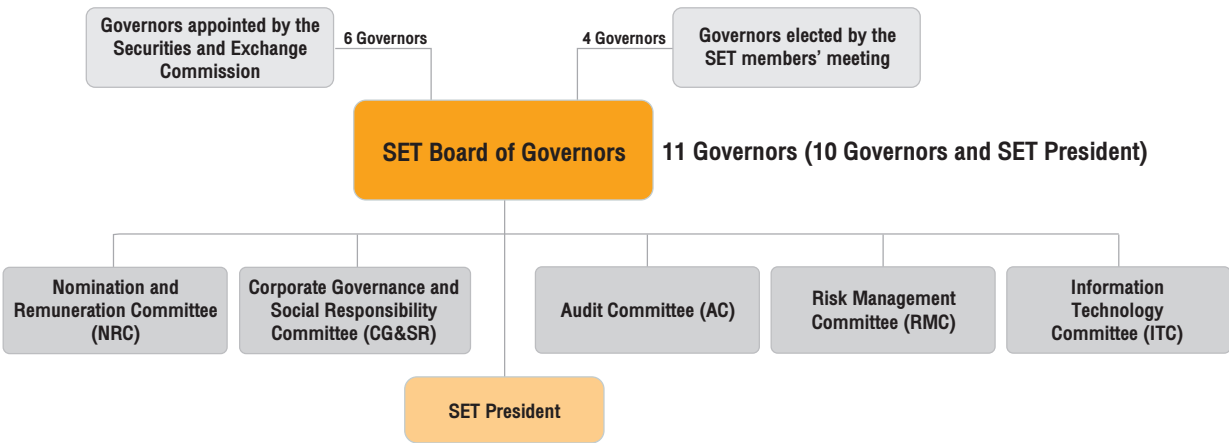 Governors appointed by the
Securities and Exchange
Commission
6 Governors
4 Governors
Governors elected by the
SET members’ meeting
SET Board of Governors
11 Governors (10 Governors and SET President)
Nomination and
Remuneration Committee
(NRC)
Corporate Governance and
Social Responsibility
Committee (CG&SR)
Audit Committee (AC)
Risk Management
Committee (RMC)
Information
Technology
Committee (ITC)
SET President